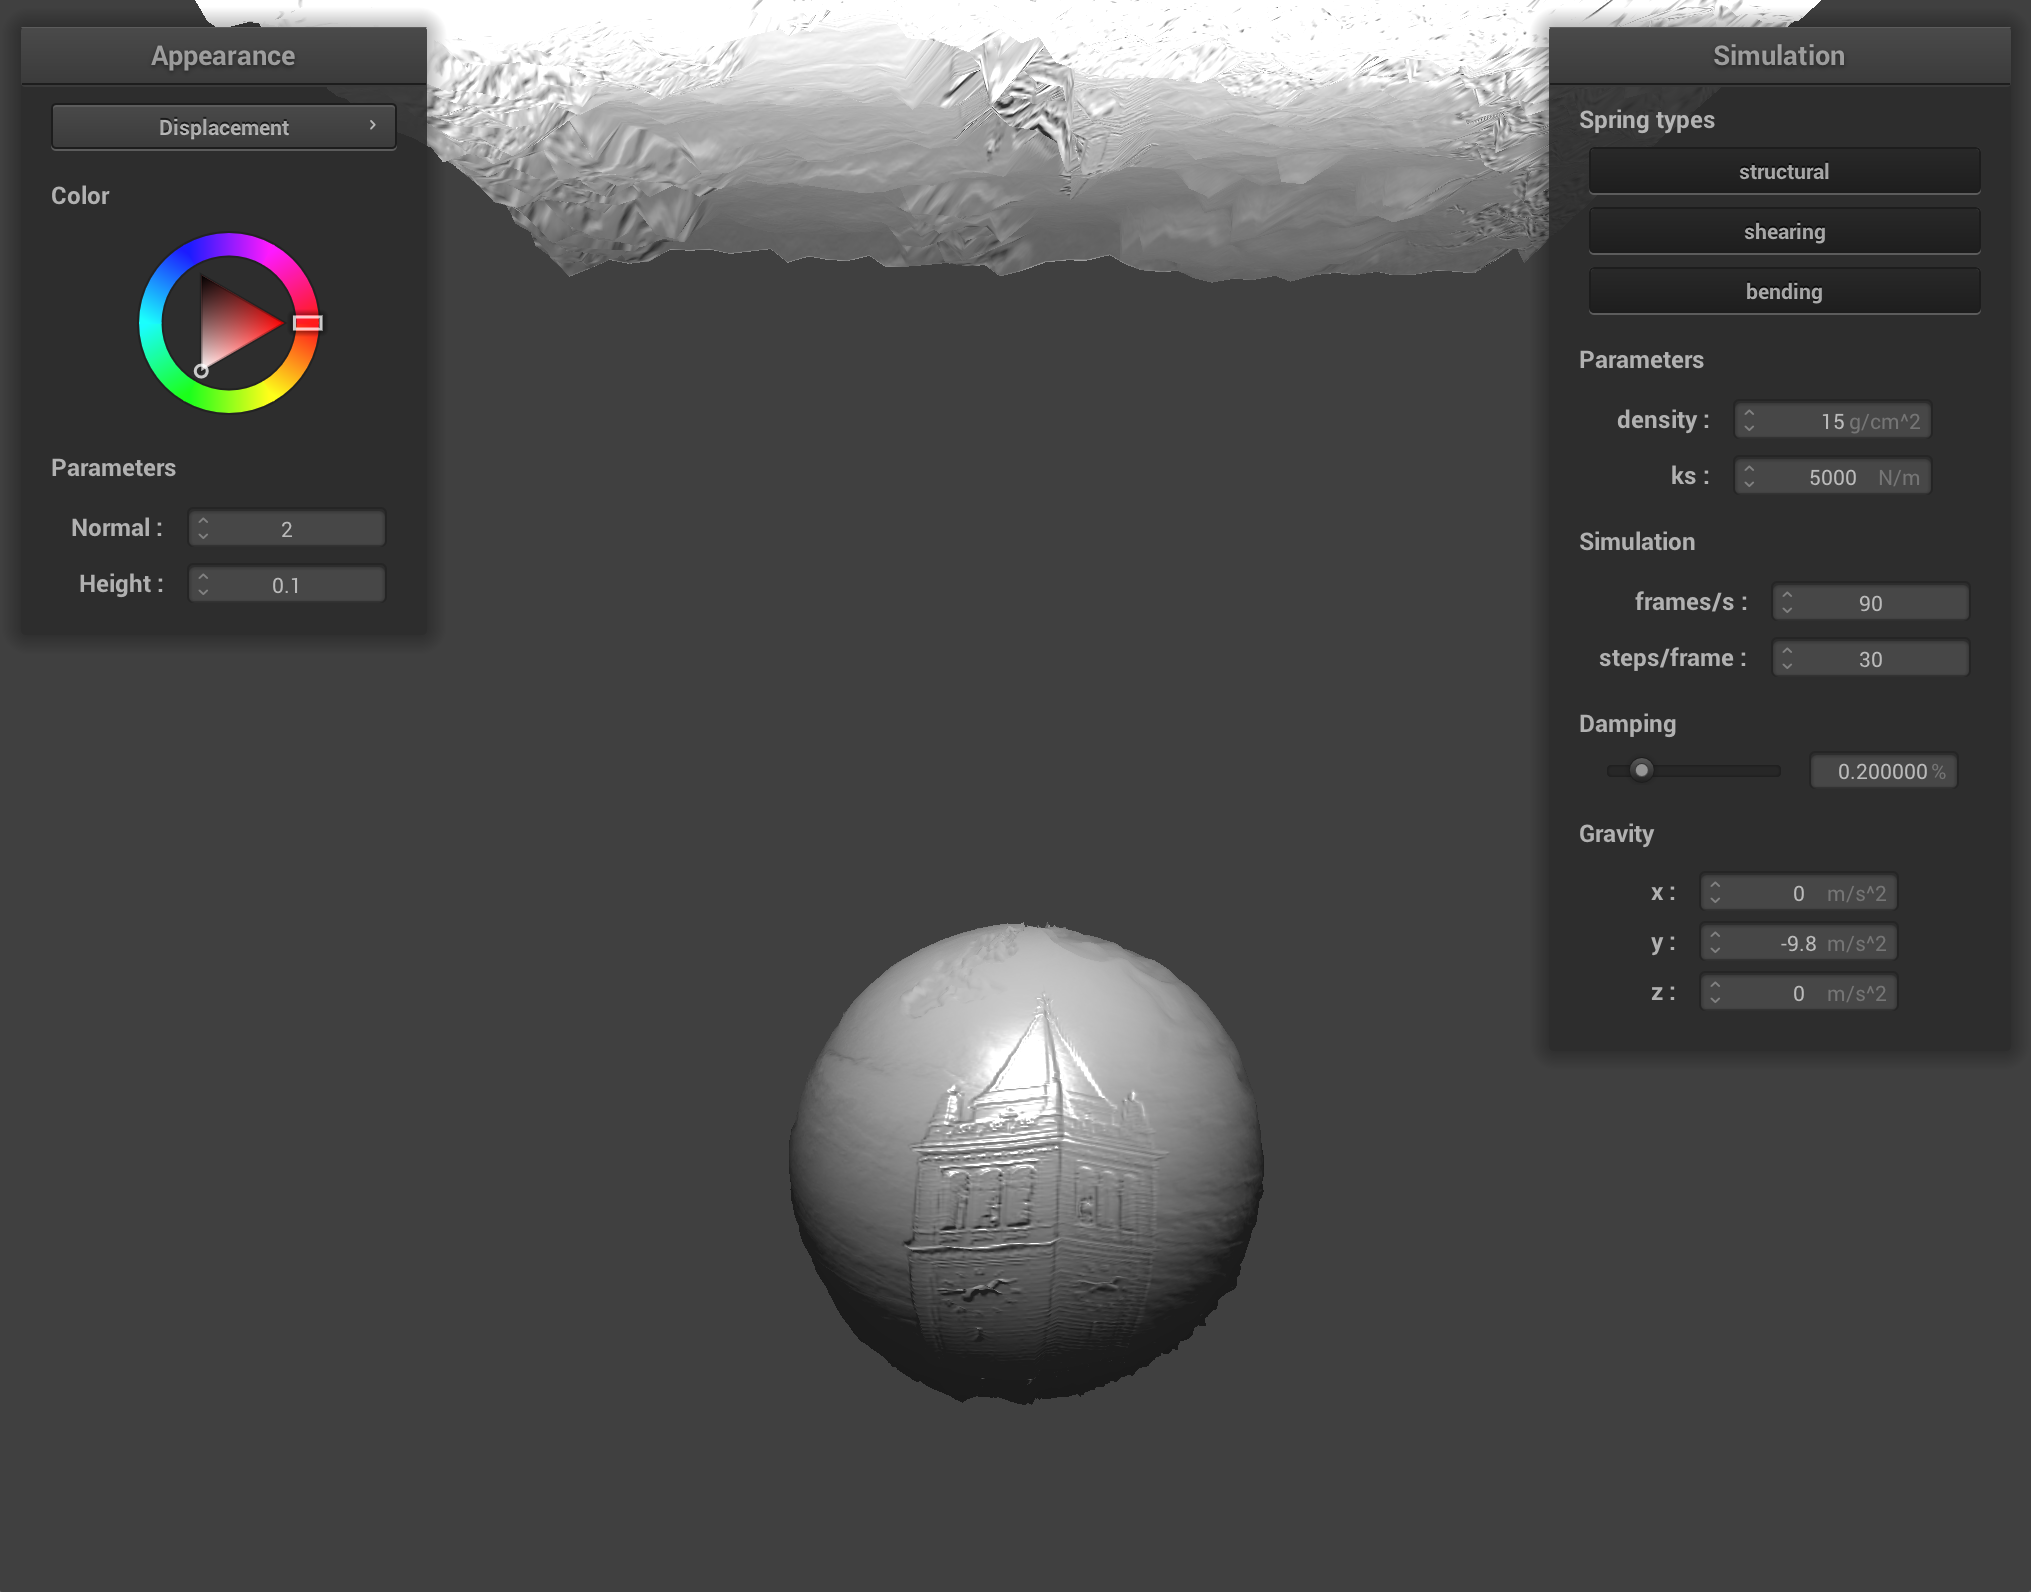 Appearance
Displacement
Color
Parameters
Normal : 2
Height : 0.1
Simulation
Spring types
structural
shearing
bending
Parameters
density : 15 g/cm^2
ks : 5000 N/m
Simulation
frames/s : 90
steps/frame : 30
Damping
0.200000 %
Gravity
x : 0 m/s^2
y : -9.8 m/s^2
z : 0 m/s^2